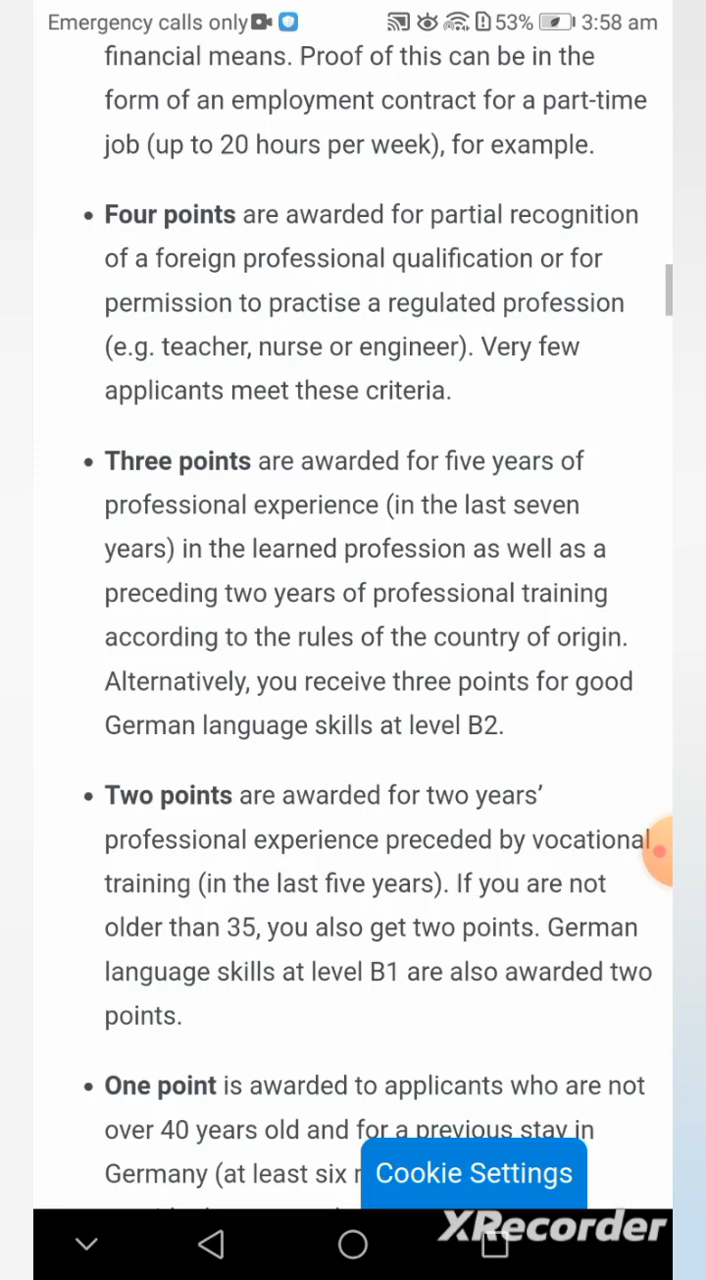 Emergency calls only 53% 3:58 am
financial means. Proof of this can be in the
form of an employment contract for a part-time
job (up to 20 hours per week), for example.
• Four points are awarded for partial recognition
of a foreign professional qualification or for
permission to practise a regulated profession
(e.g. teacher, nurse or engineer). Very few
applicants meet these criteria.
• Three points are awarded for five years of
professional experience (in the last seven
years) in the learned profession as well as a
preceding two years of professional training
according to the rules of the country of origin.
Alternatively, you receive three points for good
German language skills at level B2.
• Two points are awarded for two years’
professional experience preceded by vocational
training (in the last five years). If you are not
older than 35, you also get two points. German
language skills at level B1 are also awarded two
points.
• One point is awarded to applicants who are not
over 40 years old and for a previous stay in
Germany (at least six
Cookie Settings
XRecorder